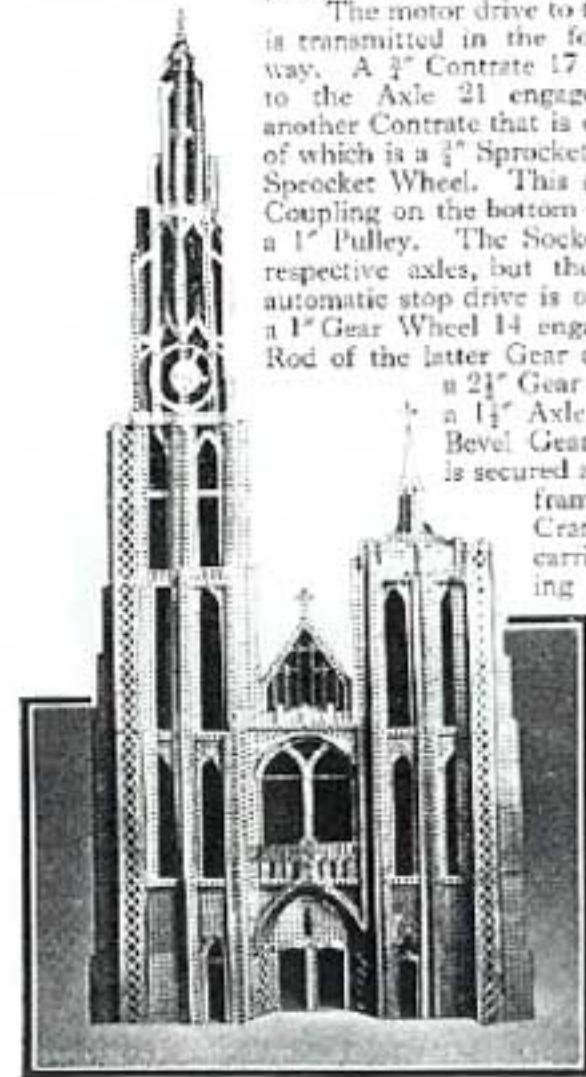 The motor drive to t
is transmitted in the fo
way. A ¾" Contrate 17
to the Axle 21 engage
another Contrate that is
of which is a ¾" Sprocket
Sprocket Wheel. This
Coupling on the bottom
a 1" Pulley. The Socke
respective axles, but the
automatic stop drive is o
a 1" Gear Wheel 14 enga
Rod of the latter Gear
a 2½" Gear
a 1½" Axle
Bevel Gear
is secured a
fram
Cran
carri
ing